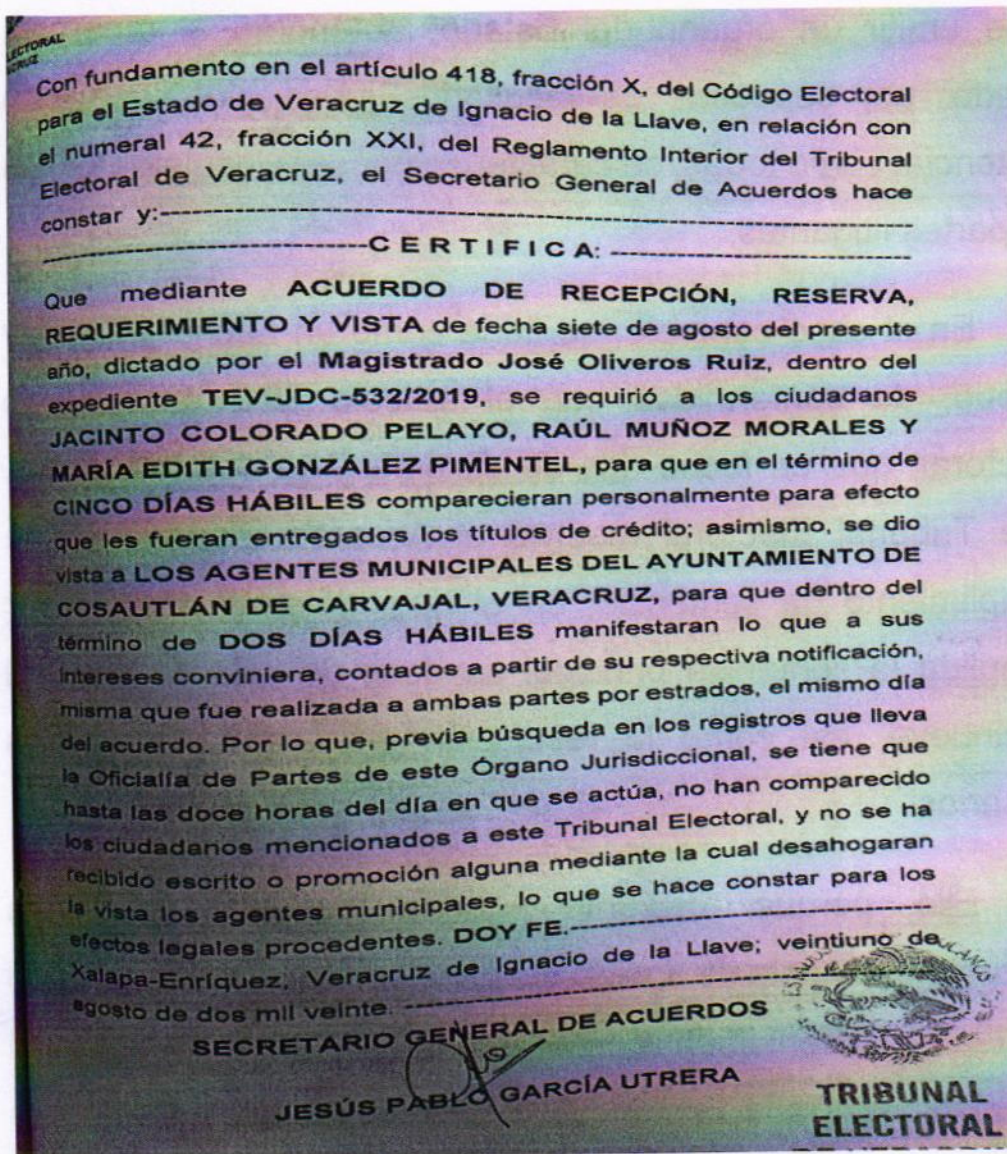 ELECTORAL
Con fundamento en el artículo 418, fracción X, del Código Electoral
para el Estado de Veracruz de Ignacio de la Llave, en relación con
el numeral 42, fracción XXI, del Reglamento Interior del Tribunal
Electoral de Veracruz, el Secretario General de Acuerdos hace
constar y:-----------------------------------------------
-----------------------C E R T I F I C A: -----------------------
Que mediante ACUERDO DE RECEPCIÓN, RESERVA,
REQUERIMIENTO Y VISTA de fecha siete de agosto del presente
año, dictado por el Magistrado José Oliveros Ruiz, dentro del
expediente TEV-JDC-532/2019, se requirió a los ciudadanos
JACINTO COLORADO PELAYO, RAÚL MUÑOZ MORALES Y
MARÍA EDITH GONZÁLEZ PIMENTEL, para que en el término de
CINCO DÍAS HÁBILES comparecieran personalmente para efecto
que les fueran entregados los títulos de crédito; asimismo, se dio
vista a LOS AGENTES MUNICIPALES DEL AYUNTAMIENTO DE
COSAUTLÁN DE CARVAJAL, VERACRUZ, para que dentro del
término de DOS DÍAS HÁBILES manifestaran lo que a sus
intereses conviniera, contados a partir de su respectiva notificación,
misma que fue realizada a ambas partes por estrados, el mismo día
del acuerdo. Por lo que, previa búsqueda en los registros que lleva
la Oficialía de Partes de este Órgano Jurisdiccional, se tiene que
hasta las doce horas del día en que se actúa, no han comparecido
los ciudadanos mencionados a este Tribunal Electoral, y no se ha
recibido escrito o promoción alguna mediante la cual desahogaran
la vista los agentes municipales, lo que se hace constar para los
efectos legales procedentes. DOY FE.-----------------------
Xalapa-Enríquez, Veracruz de Ignacio de la Llave; veintiuno de
agosto de dos mil veinte. -----------------------
SECRETARIO GENERAL DE ACUERDOS
JESÚS PABLO GARCÍA UTRERA
TRIBUNAL
ELECTORAL